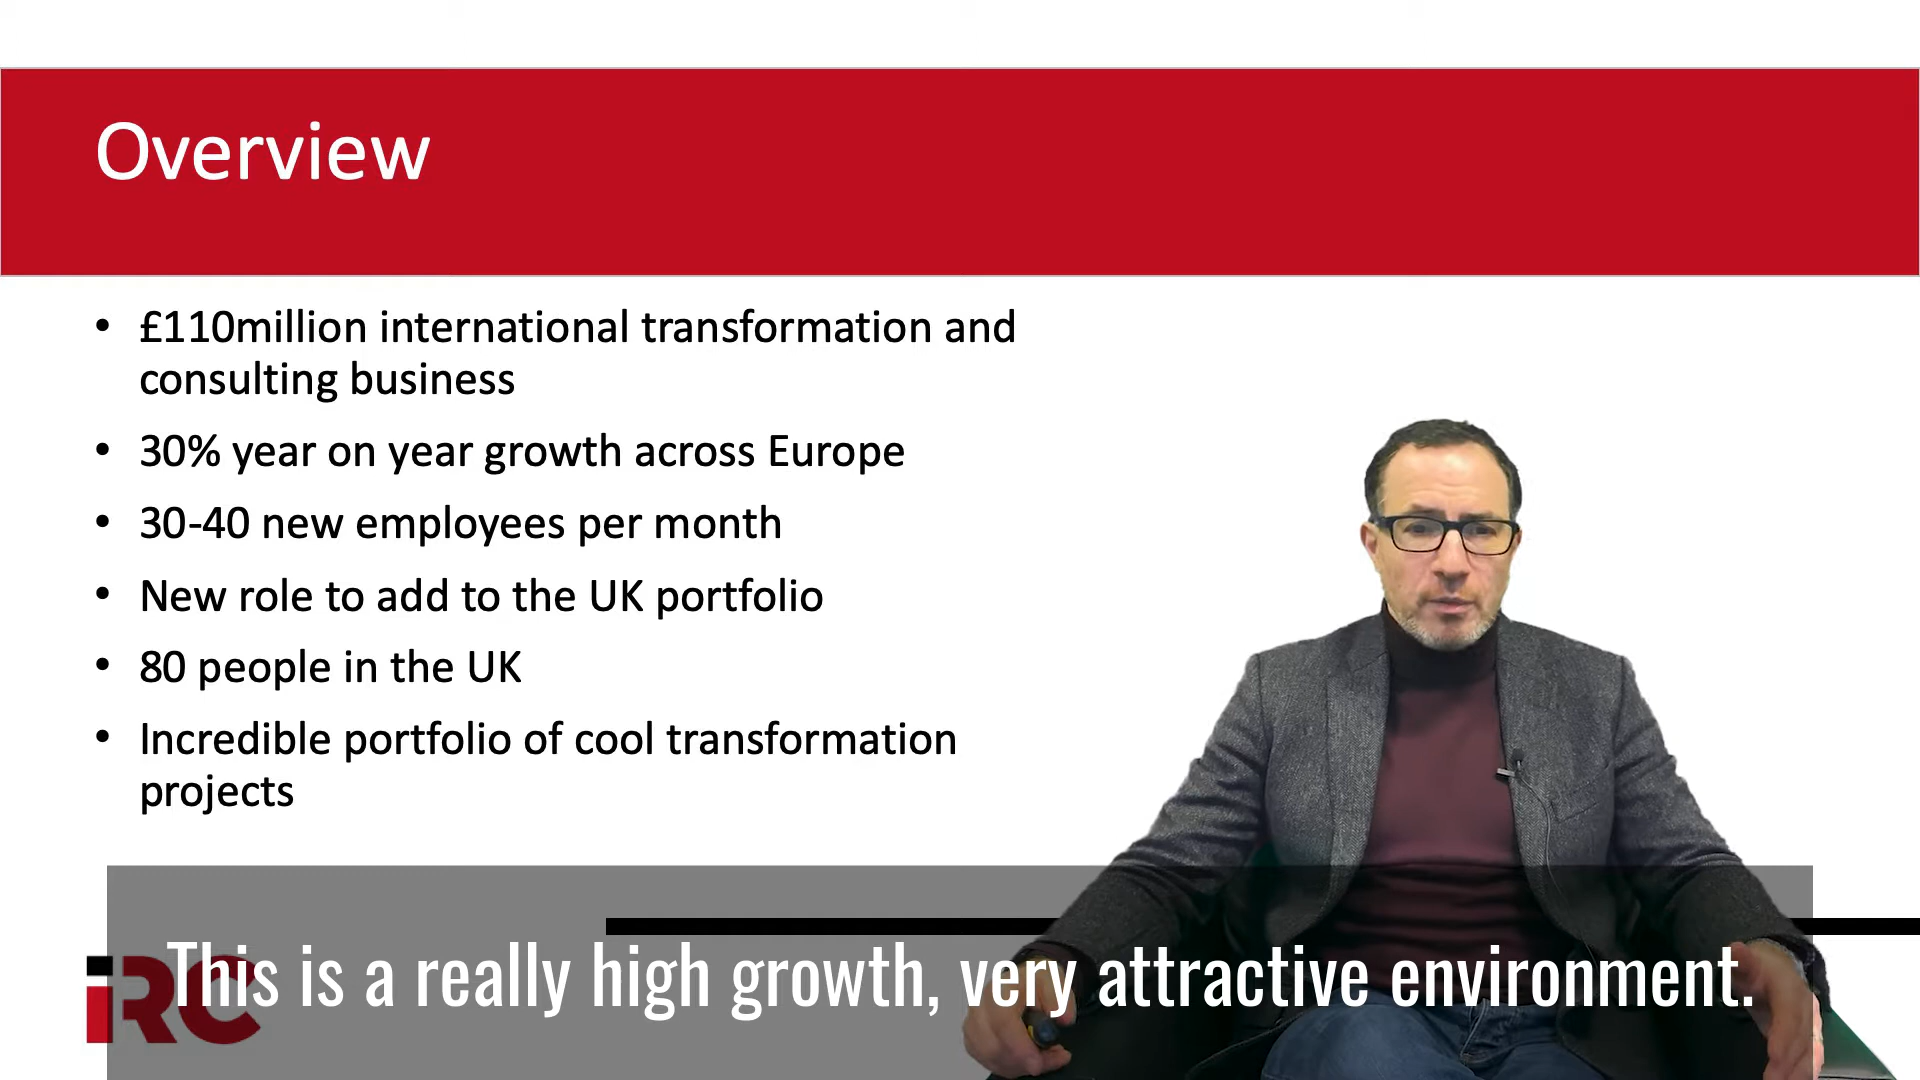 Overview
• £110million international transformation and
consulting business
• 30% year on year growth across Europe
• 30-40 new employees per month
• New role to add to the UK portfolio
• 80 people in the UK
• Incredible portfolio of cool transformation
projects
This is a really high growth, very attractive environment.
iRC